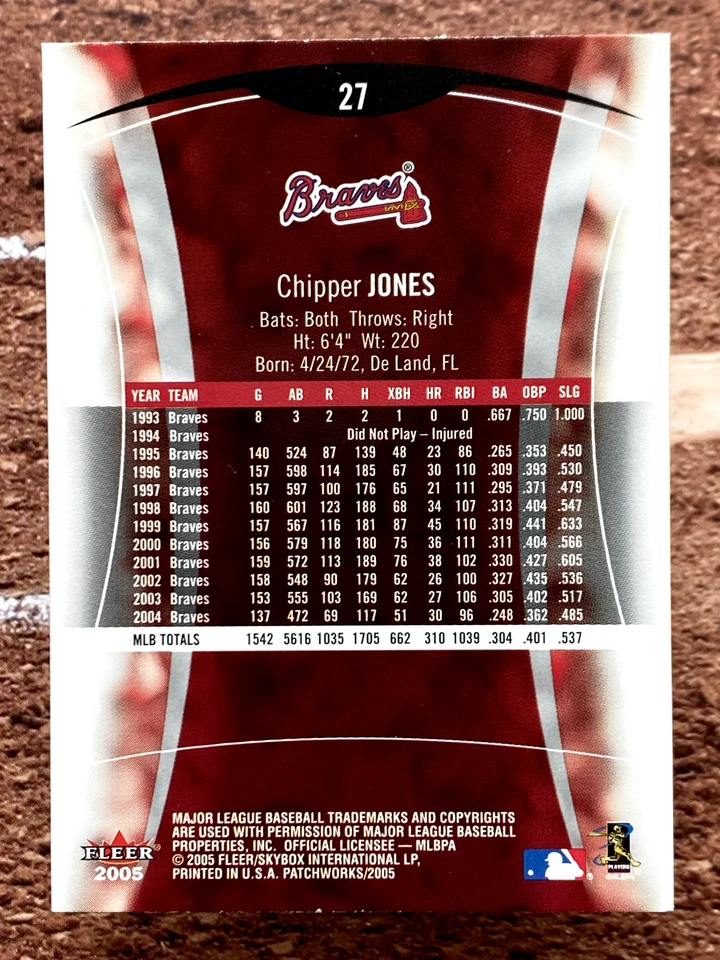 27
Braves®
Chipper JONES
Bats: Both Throws: Right
Ht: 6'4" Wt: 220
Born: 4/24/72, De Land, FL
YEAR TEAM G AB R H XBH HR RBI BA OBP SLG
1993 Braves 8 3 2 2 1 0 0 .667 .750 1.000
1994 Braves Did Not Play – Injured
1995 Braves 140 524 87 139 48 23 86 .265 .353 .450
1996 Braves 157 598 114 185 67 30 110 .309 .393 .530
1997 Braves 157 597 100 176 65 21 111 .295 .371 .479
1998 Braves 160 601 123 188 68 34 107 .313 .404 .547
1999 Braves 157 567 116 181 87 45 110 .319 .441 .633
2000 Braves 156 579 118 180 75 36 111 .311 .404 .566
2001 Braves 159 572 113 189 76 38 102 .330 .427 .605
2002 Braves 158 548 90 179 62 26 100 .327 .435 .536
2003 Braves 153 555 103 169 62 27 106 .305 .402 .517
2004 Braves 137 472 69 117 51 30 96 .248 .362 .485
MLB TOTALS 1542 5616 1035 1705 662 310 1039 .304 .401 .537
MAJOR LEAGUE BASEBALL TRADEMARKS AND COPYRIGHTS
ARE USED WITH PERMISSION OF MAJOR LEAGUE BASEBALL
PROPERTIES, INC. OFFICIAL LICENSEE — MLBPA
© 2005 FLEER/SKYBOX INTERNATIONAL LP,
PRINTED IN U.S.A. PATCHWORKS/2005
FLEER
2005
®
PLAYERS
©MLBPA